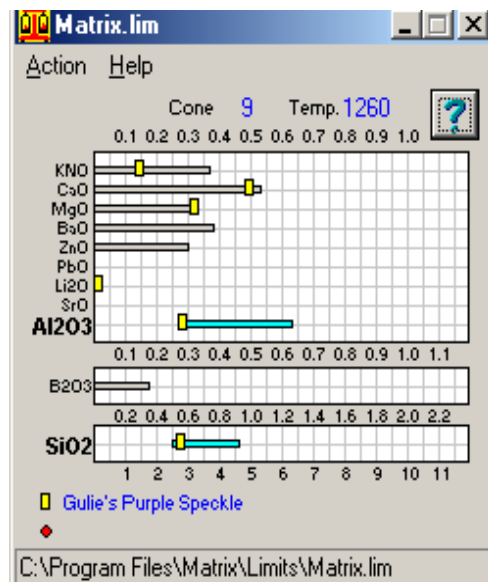 Matrix.lim
Action Help
Cone 9 Temp. 1260
0.1 0.2 0.3 0.4 0.5 0.6 0.7 0.8 0.9 1.0
KNO
CaO
MgO
BaO
ZnO
PbO
Li2O
SrO
Al2O3
0.1 0.2 0.3 0.4 0.5 0.6 0.7 0.8 0.9 1.0 1.1
B2O3
0.2 0.4 0.6 0.8 1.0 1.2 1.4 1.6 1.8 2.0 2.2
SiO2
1 2 3 4 5 6 7 8 9 10 11
Gulie's Purple Speckle
C:\Program Files\Matrix\Limits\Matrix.lim